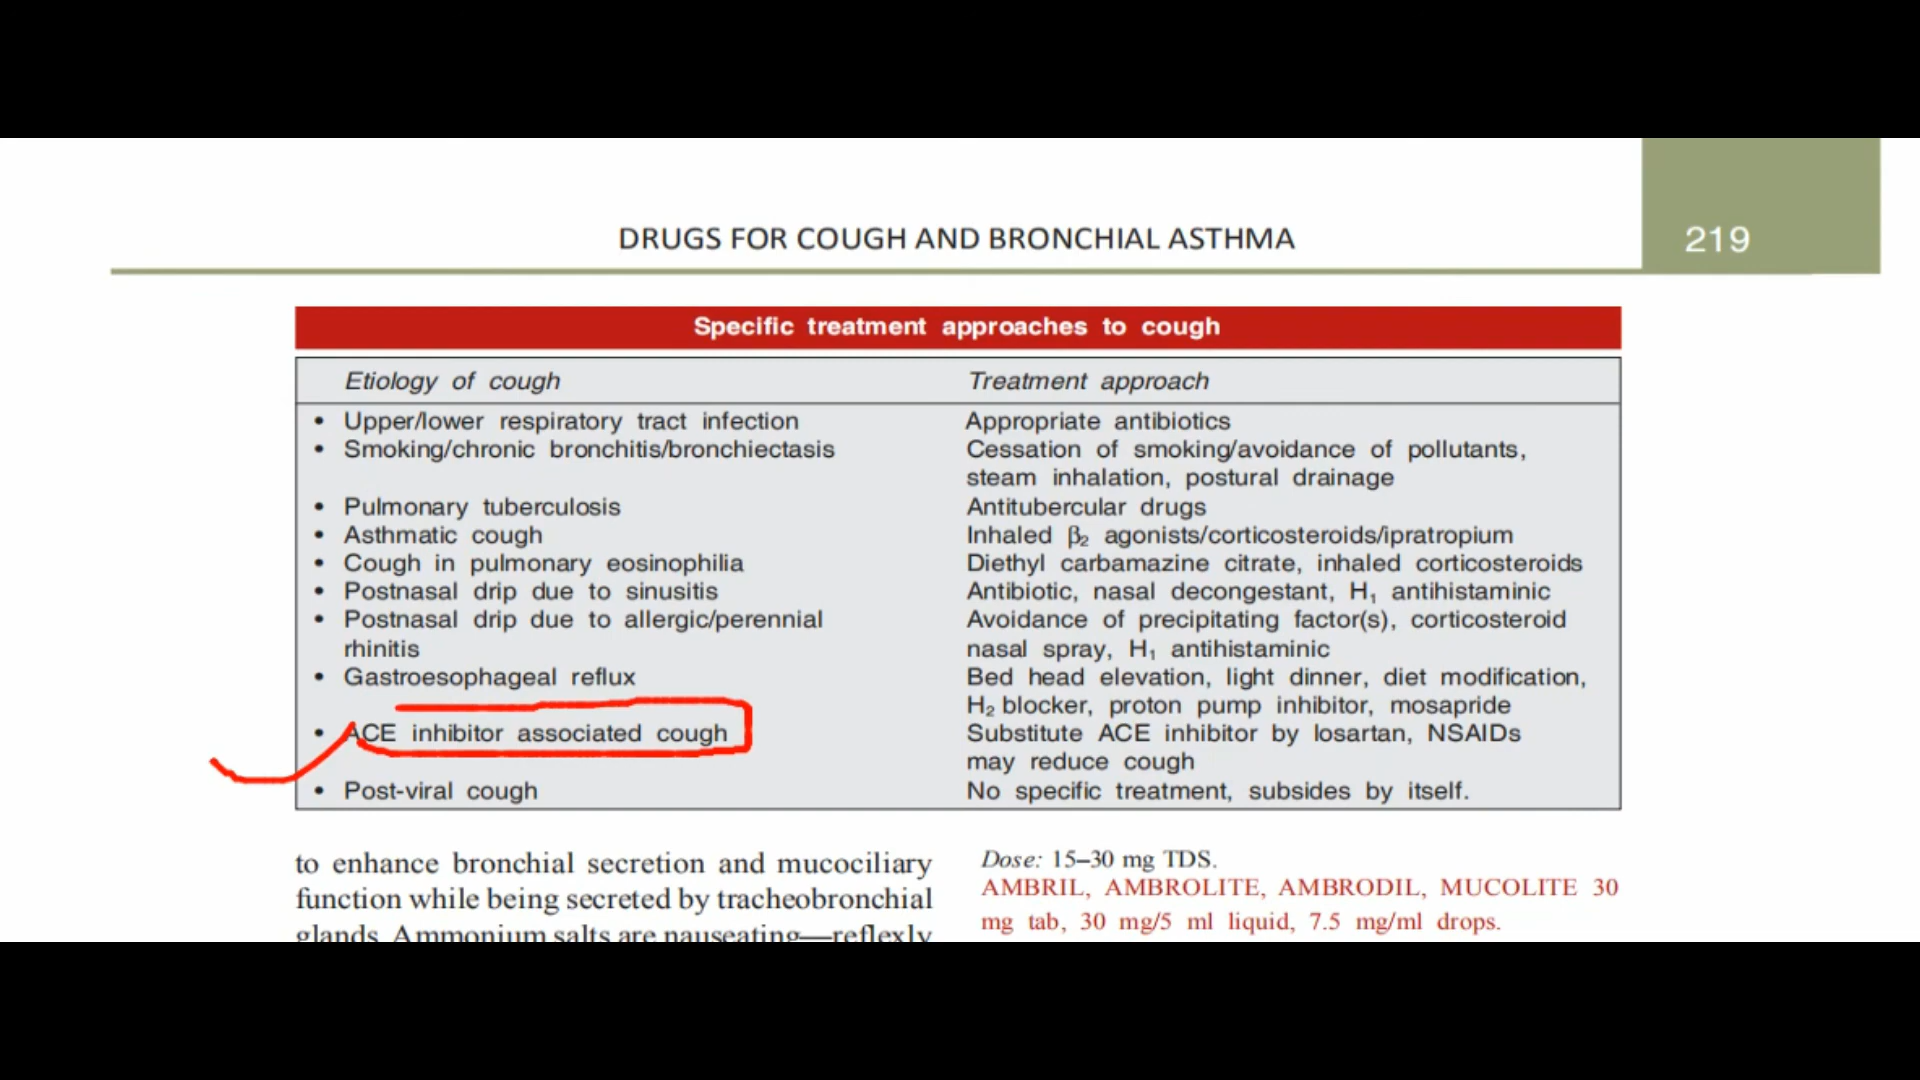 DRUGS FOR COUGH AND BRONCHIAL ASTHMA
219
Specific treatment approaches to cough
Etiology of cough Treatment approach
• Upper/lower respiratory tract infection Appropriate antibiotics
• Smoking/chronic bronchitis/bronchiectasis Cessation of smoking/avoidance of pollutants,
steam inhalation, postural drainage
• Pulmonary tuberculosis Antitubercular drugs
• Asthmatic cough Inhaled β₂ agonists/corticosteroids/ipratropium
• Cough in pulmonary eosinophilia Diethyl carbamazine citrate, inhaled corticosteroids
• Postnasal drip due to sinusitis Antibiotic, nasal decongestant, H₁ antihistaminic
• Postnasal drip due to allergic/perennial Avoidance of precipitating factor(s), corticosteroid
rhinitis nasal spray, H₁ antihistaminic
• Gastroesophageal reflux Bed head elevation, light dinner, diet modification,
H₂ blocker, proton pump inhibitor, mosapride
• ACE inhibitor associated cough Substitute ACE inhibitor by losartan, NSAIDs
may reduce cough
• Post-viral cough No specific treatment, subsides by itself.
to enhance bronchial secretion and mucociliary
function while being secreted by tracheobronchial
glands. Ammonium salts are nauseating—reflexly
Dose: 15–30 mg TDS.
AMBRIL, AMBROLITE, AMBRODIL, MUCOLITE 30
mg tab, 30 mg/5 ml liquid, 7.5 mg/ml drops.